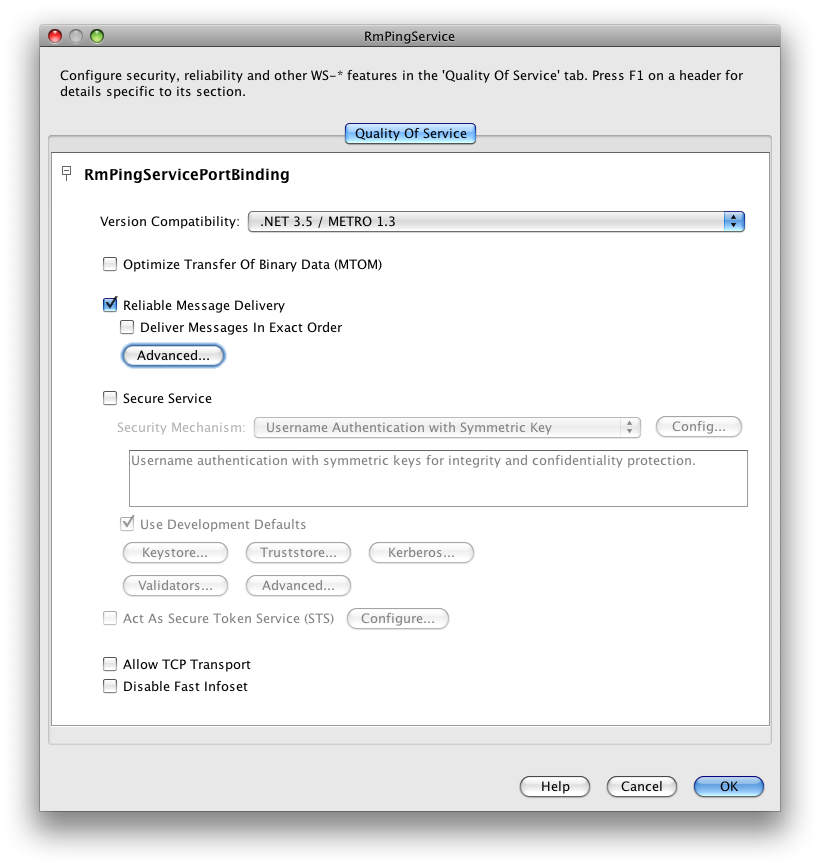 RmPingService
Configure security, reliability and other WS-* features in the 'Quality Of Service' tab. Press F1 on a header for
details specific to its section.
Quality Of Service
RmPingServicePortBinding
Version Compatibility: .NET 3.5 / METRO 1.3
Optimize Transfer Of Binary Data (MTOM)
Reliable Message Delivery
Deliver Messages In Exact Order
Advanced...
Secure Service
Security Mechanism: Username Authentication with Symmetric Key Config...
Username authentication with symmetric keys for integrity and confidentiality protection.
Use Development Defaults
Keystore... Truststore... Kerberos...
Validators... Advanced...
Act As Secure Token Service (STS) Configure...
Allow TCP Transport
Disable Fast Infoset
Help Cancel OK